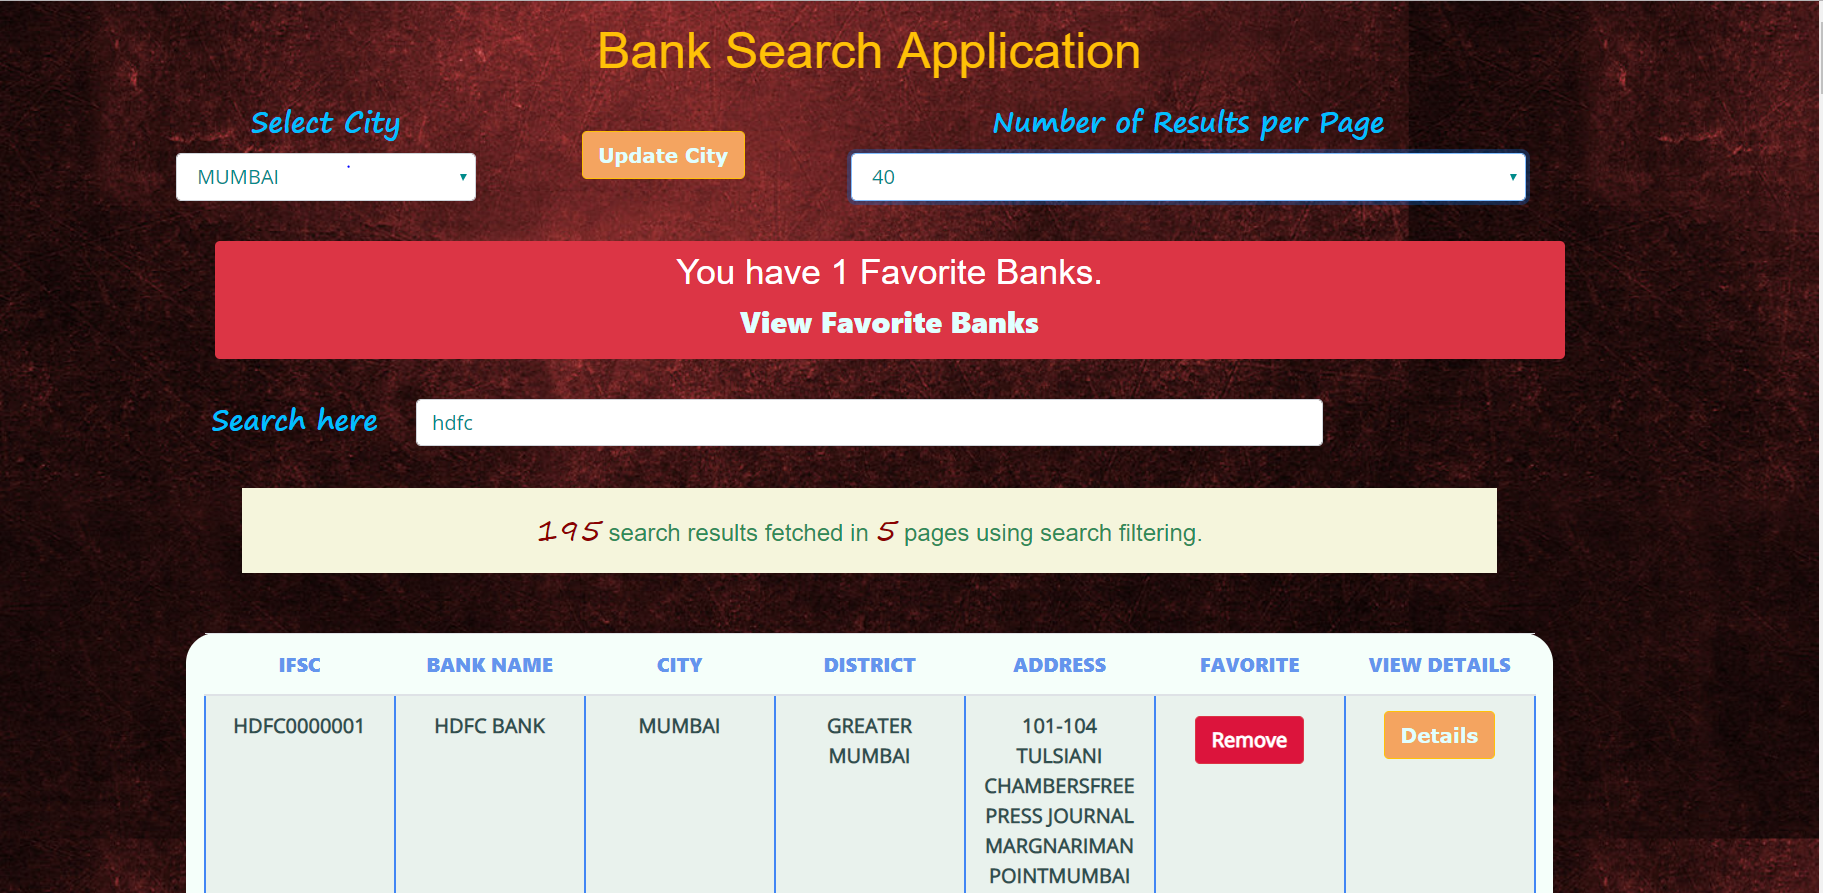 Bank Search Application
Select City
Number of Results per Page
Update City
MUMBAI
40
You have 1 Favorite Banks.
View Favorite Banks
Search here
hdfc
195 search results fetched in 5 pages using search filtering.
IFSC BANK NAME CITY DISTRICT ADDRESS FAVORITE VIEW DETAILS
HDFC0000001 HDFC BANK MUMBAI GREATER 101-104
MUMBAI TULSIANI
Remove Details
CHAMBERSFREE
PRESS JOURNAL
MARGNARIMAN
POINTMUMBAI